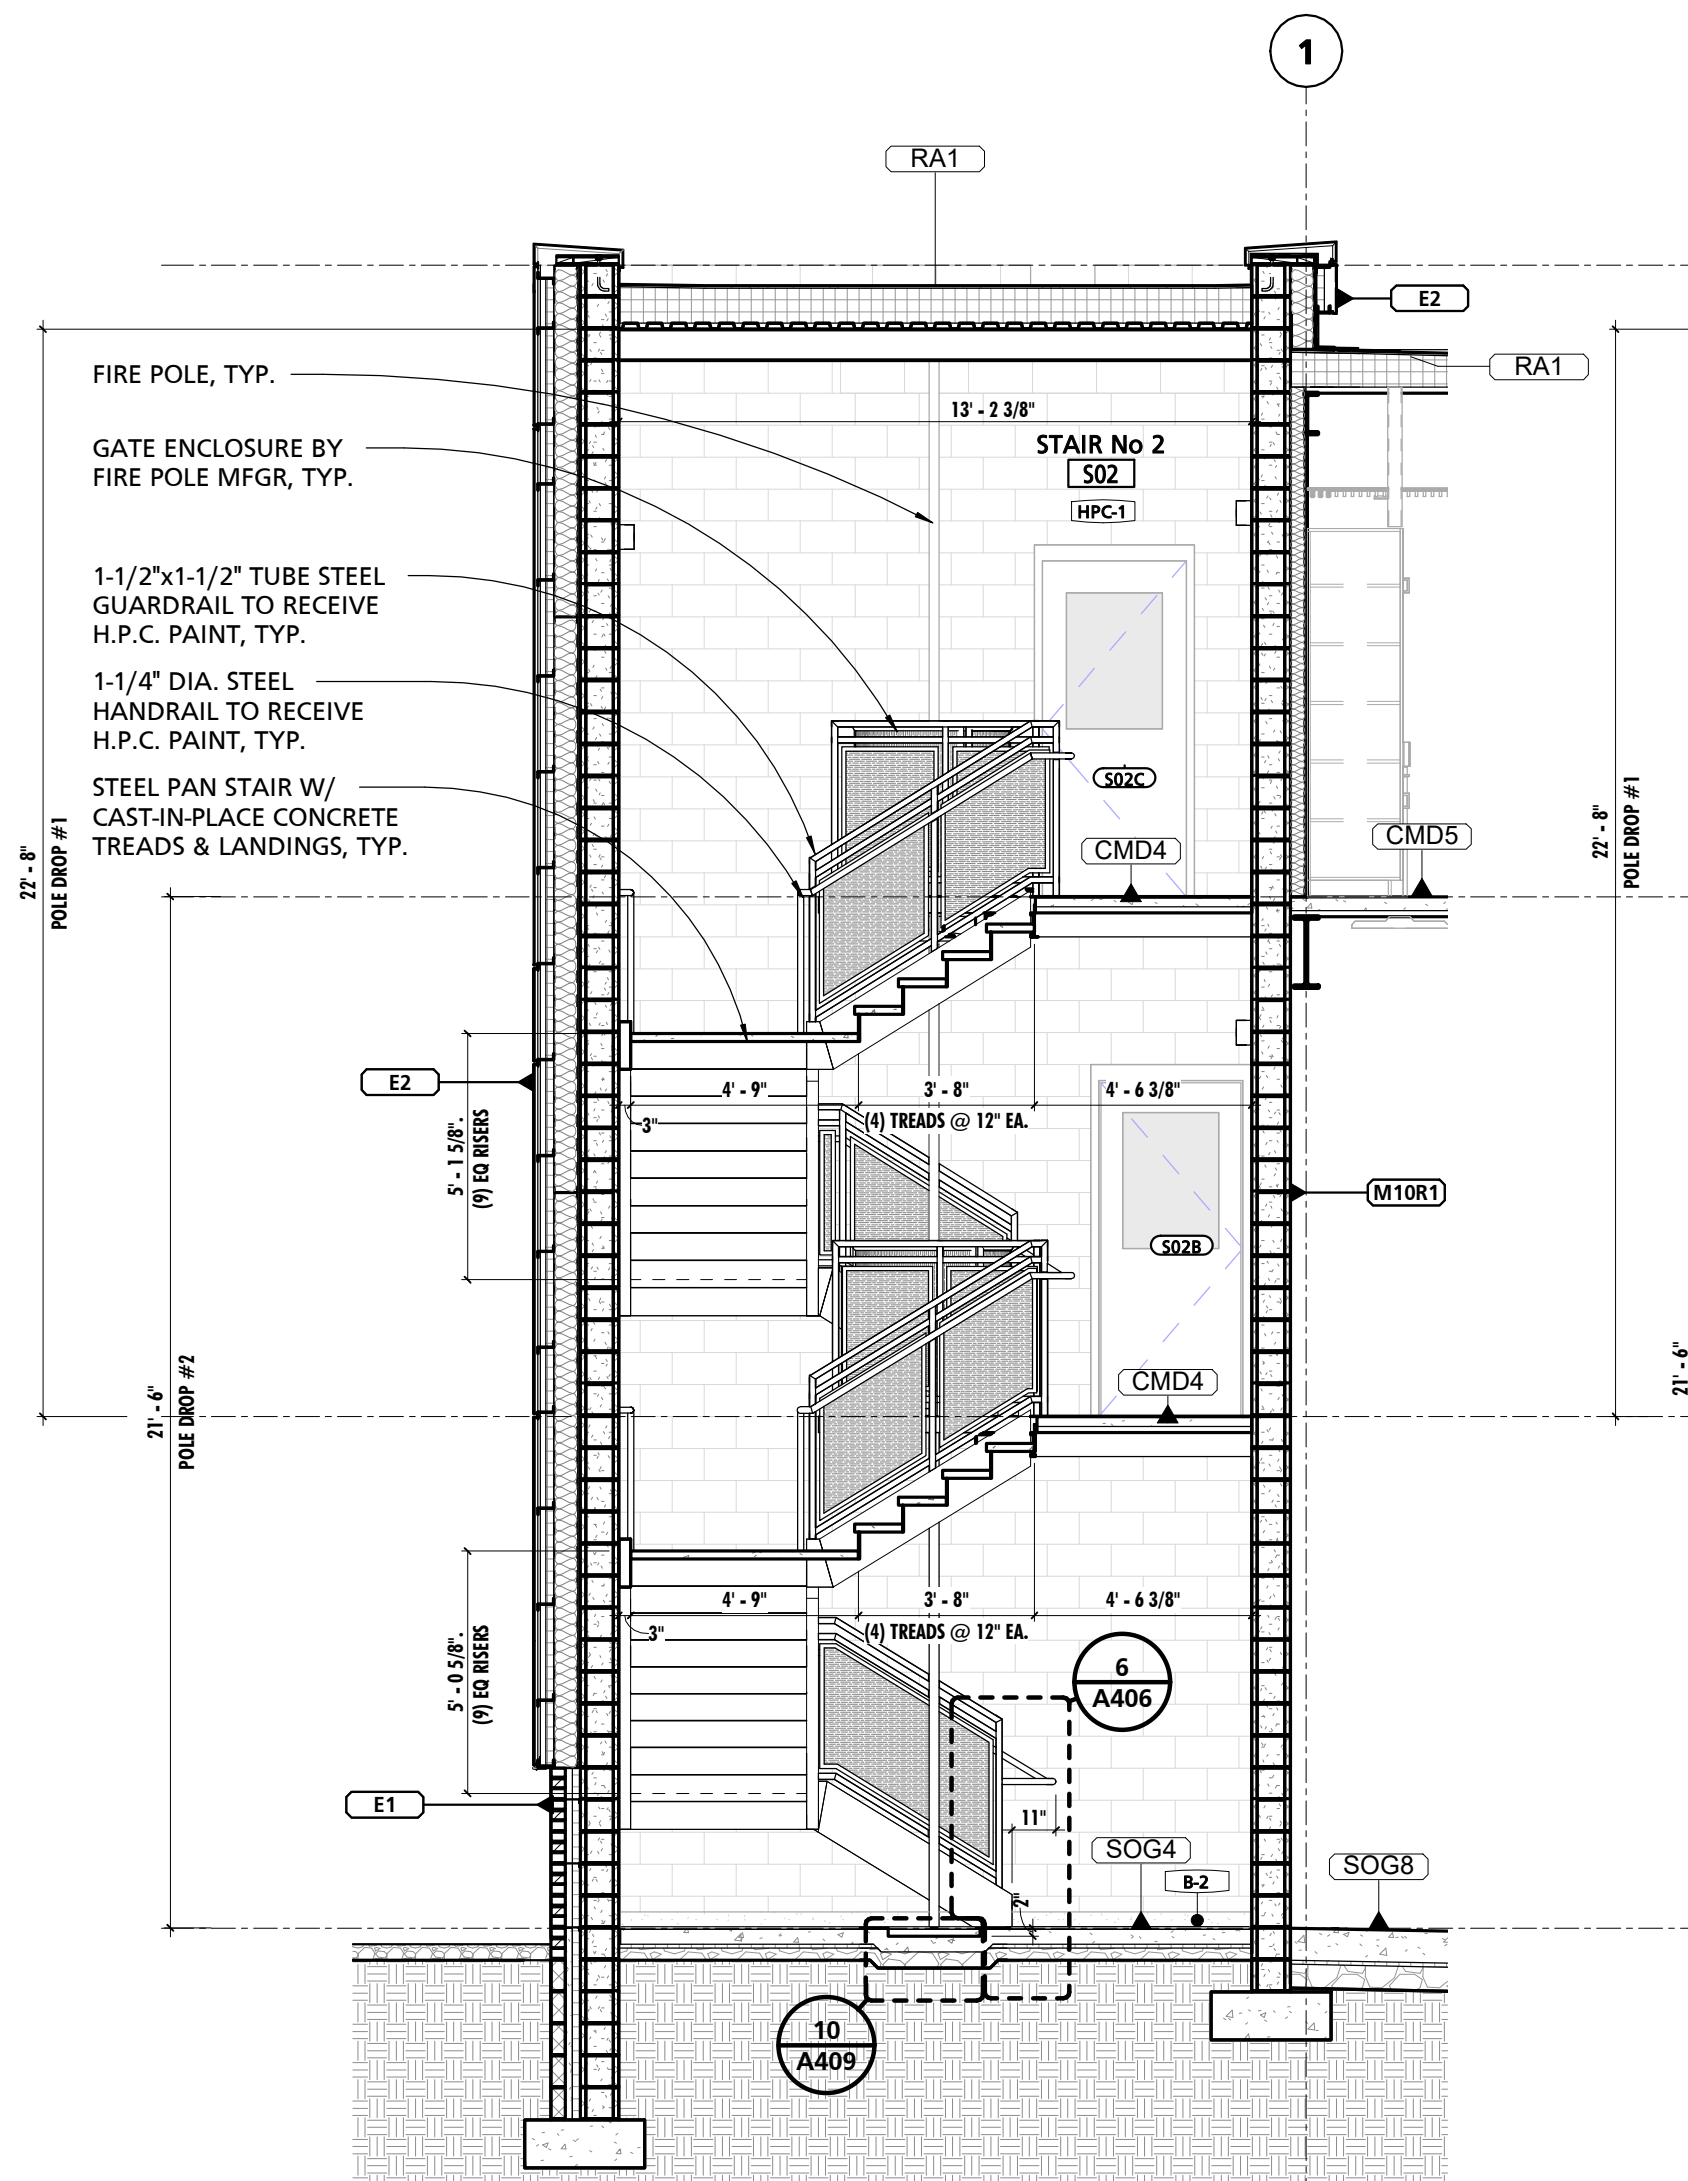 1
RA1
E2
RA1
FIRE POLE, TYP.
13' - 2 3/8"
GATE ENCLOSURE BY
FIRE POLE MFGR, TYP.
STAIR No 2
S02
HPC-1
1-1/2"x1-1/2" TUBE STEEL
GUARDRAIL TO RECEIVE
H.P.C. PAINT, TYP.
1-1/4" DIA. STEEL
HANDRAIL TO RECEIVE
H.P.C. PAINT, TYP.
S02C
STEEL PAN STAIR W/
CAST-IN-PLACE CONCRETE
TREADS & LANDINGS, TYP.
22' - 8"
POLE DROP #1
22' - 8"
POLE DROP #1
CMD4
CMD5
E2
4' - 9"
3' - 8"
4' - 6 3/8"
3"
(4) TREADS @ 12" EA.
5' - 1 5/8".
(9) EQ RISERS
M10R1
S02B
21' - 6"
POLE DROP #2
21' - 6"
CMD4
4' - 9"
3' - 8"
4' - 6 3/8"
3"
(4) TREADS @ 12" EA.
5' - 0 5/8".
(9) EQ RISERS
6
A406
E1
11"
SOG4
SOG8
B-2
2"
10
A409